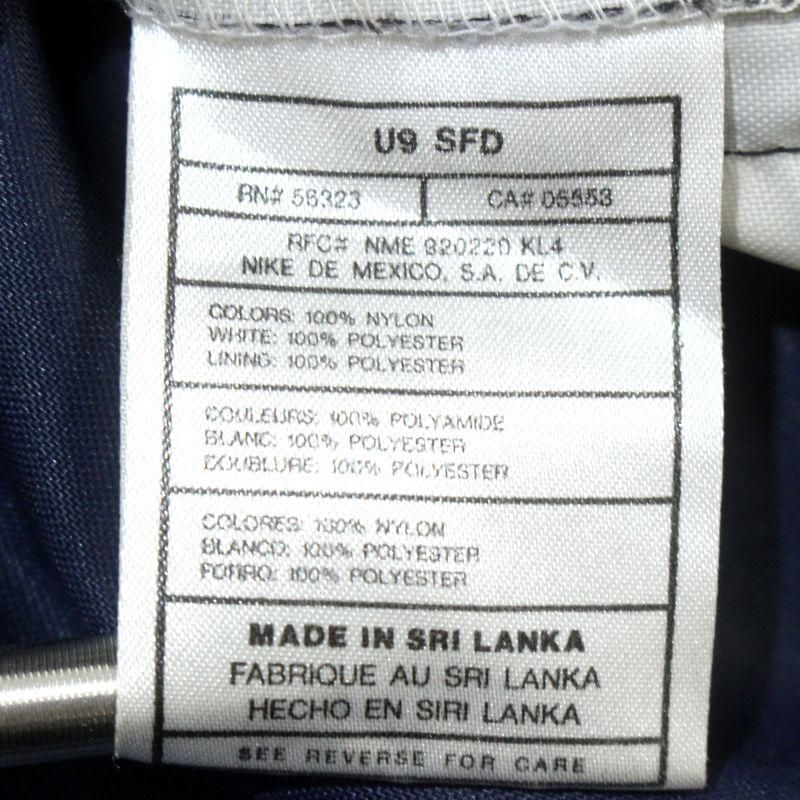 U9 SFD
RN# 56323
CA# 05553
RFC# NME 920220 KL4
NIKE DE MEXICO, S.A. DE C.V.
COLORS: 100% NYLON
WHITE: 100% POLYESTER
LINING: 100% POLYESTER
COULEURS: 100% POLYAMIDE
BLANC: 100% POLYESTER
DOUBLURE: 100% POLYESTER
COLORES: 100% NYLON
BLANCO: 100% POLYESTER
FORRO: 100% POLYESTER
MADE IN SRI LANKA
FABRIQUE AU SRI LANKA
HECHO EN SIRI LANKA
SEE REVERSE FOR CARE